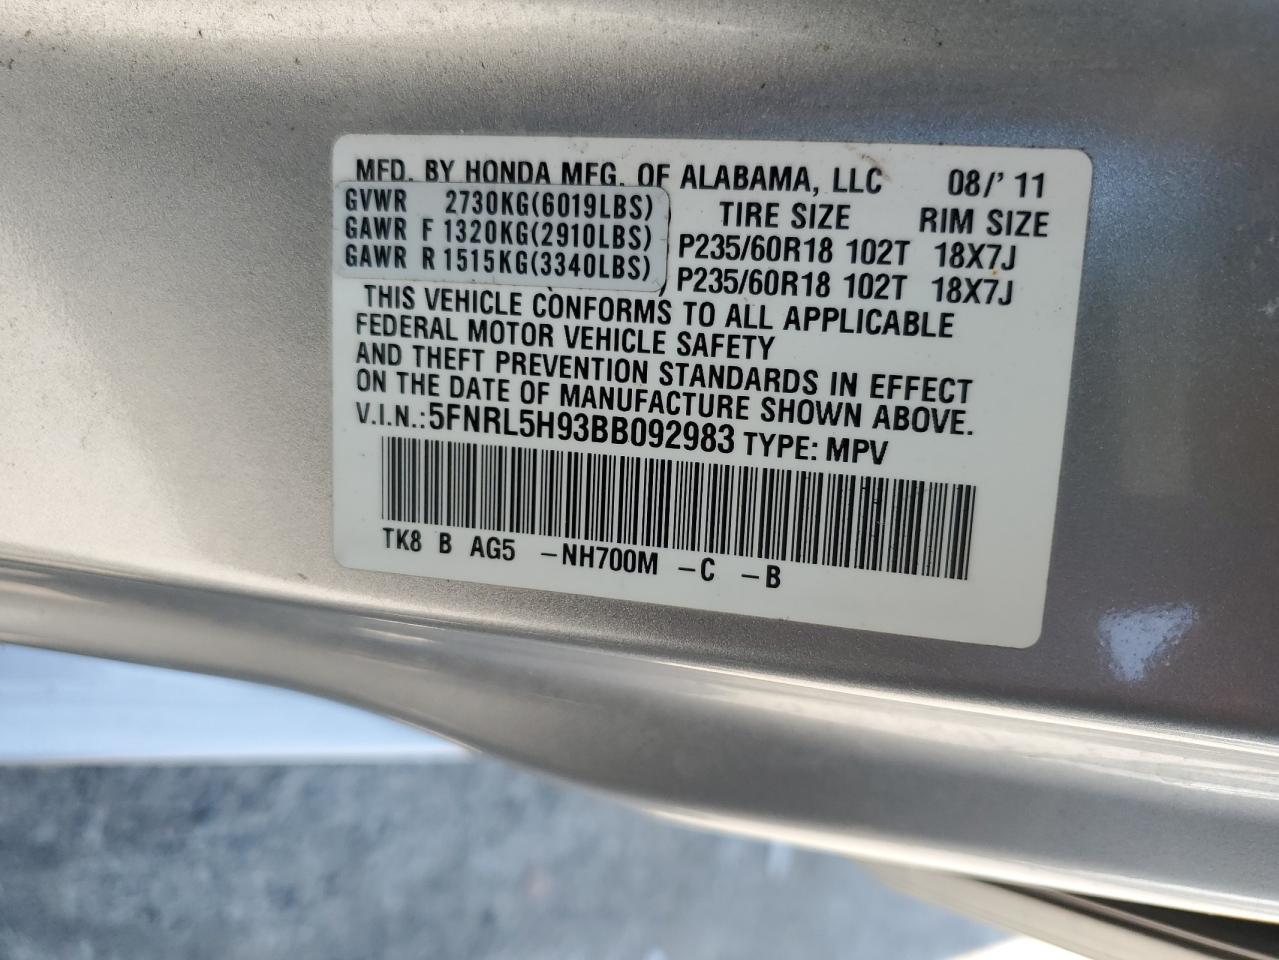 MFD. BY HONDA MFG. OF ALABAMA, LLC 08/'11
GVWR 2730KG(6019LBS) TIRE SIZE RIM SIZE
GAWR F 1320KG(2910LBS) P235/60R18 102T 18X7J
GAWR R 1515KG(3340LBS) P235/60R18 102T 18X7J
THIS VEHICLE CONFORMS TO ALL APPLICABLE
FEDERAL MOTOR VEHICLE SAFETY
AND THEFT PREVENTION STANDARDS IN EFFECT
ON THE DATE OF MANUFACTURE SHOWN ABOVE.
V.I.N.:5FNRL5H93BB092983 TYPE: MPV
TK8 B AG5 -NH700M -C -B